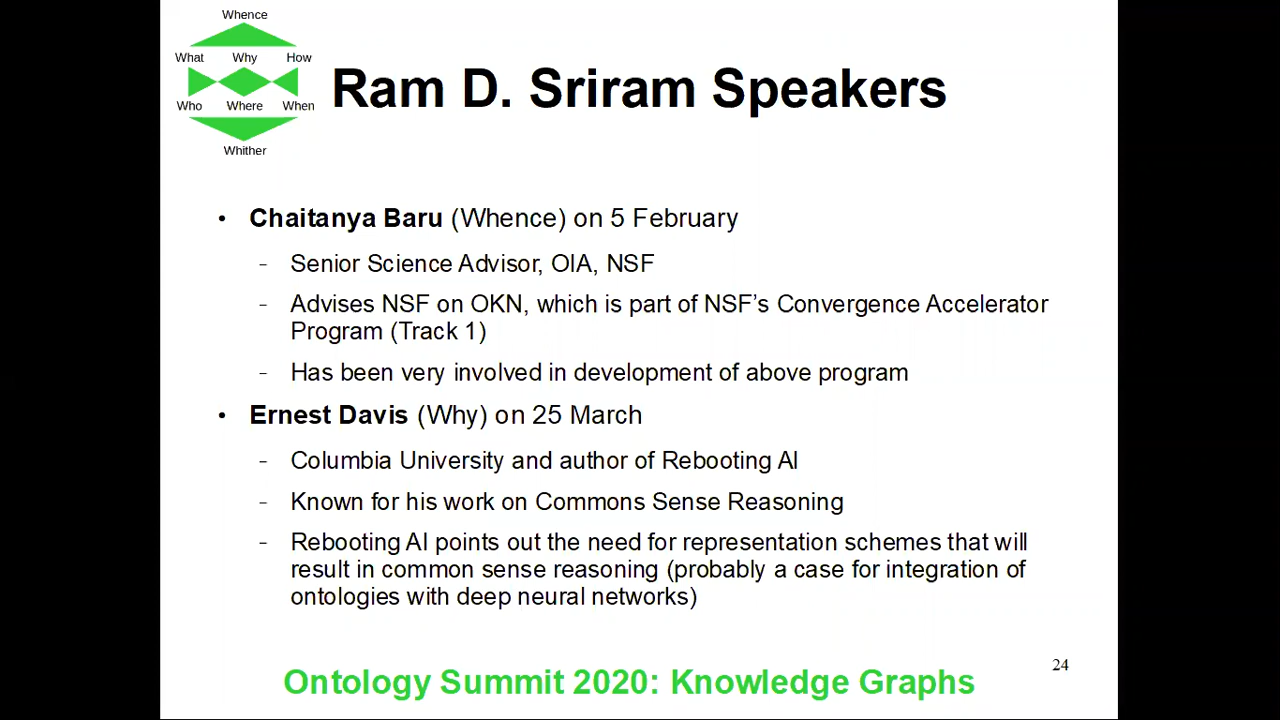 Whence
What Why How
Who Where When
Whither
Ram D. Sriram Speakers
• Chaitanya Baru (Whence) on 5 February
– Senior Science Advisor, OIA, NSF
– Advises NSF on OKN, which is part of NSF’s Convergence Accelerator
Program (Track 1)
– Has been very involved in development of above program
• Ernest Davis (Why) on 25 March
– Columbia University and author of Rebooting AI
– Known for his work on Commons Sense Reasoning
– Rebooting AI points out the need for representation schemes that will
result in common sense reasoning (probably a case for integration of
ontologies with deep neural networks)
24
Ontology Summit 2020: Knowledge Graphs